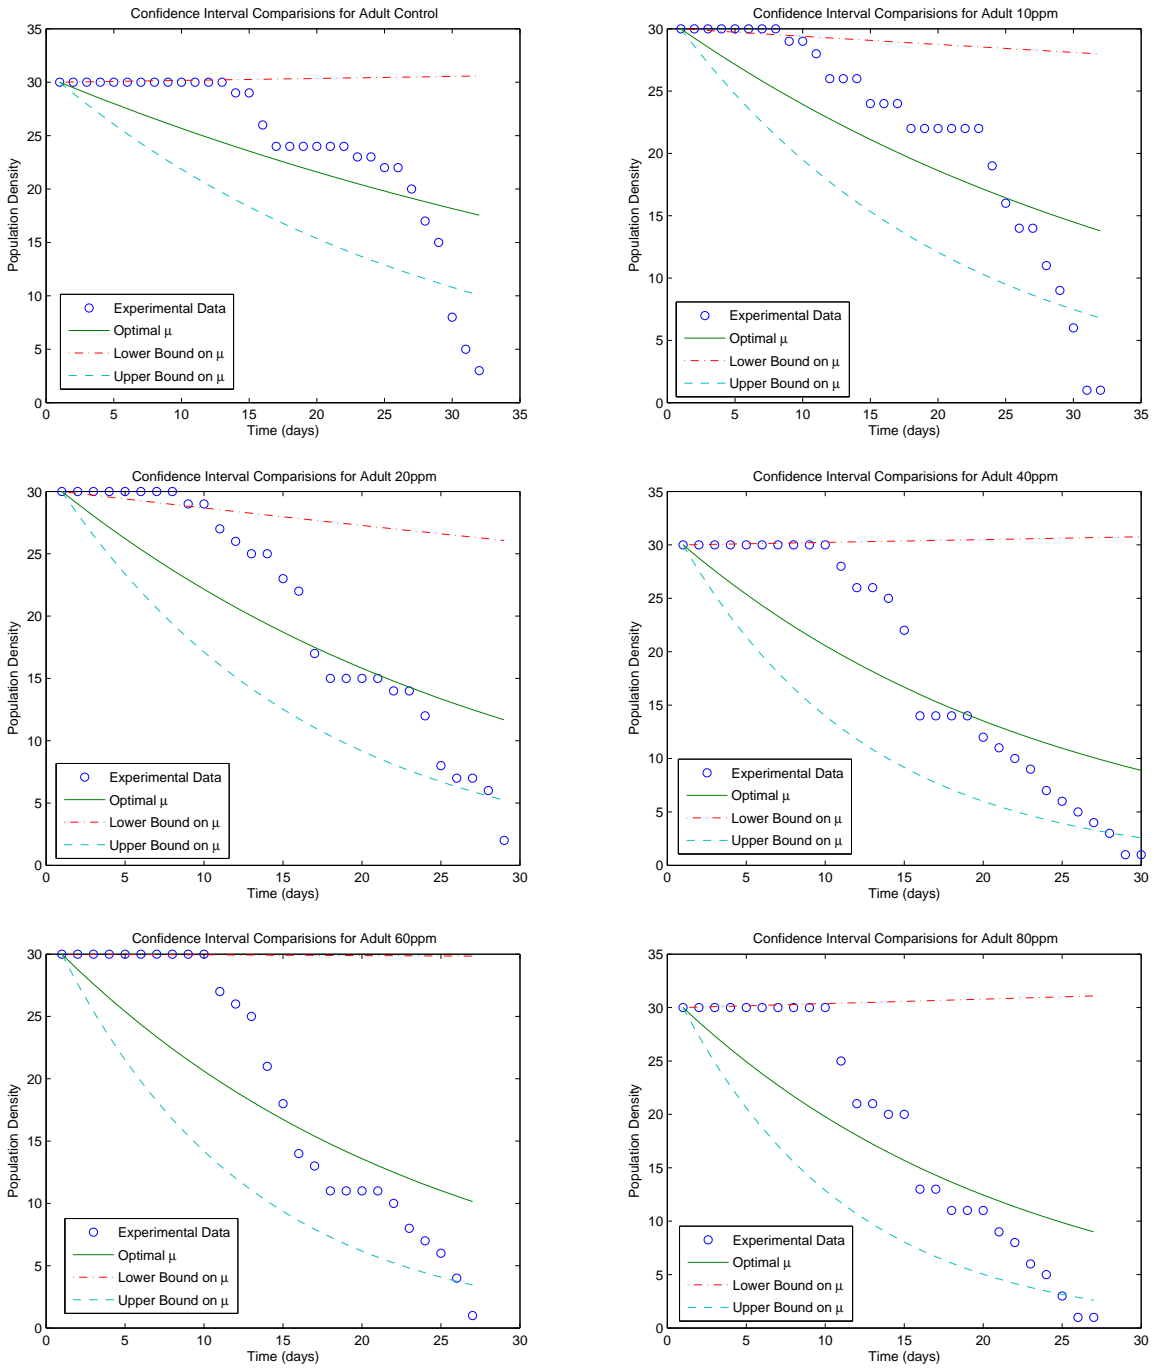 Confidence Interval Comparisions for Adult Control
35
30
25
20
15
10
5
0
Population Density
0 5 10 15 20 25 30 35
Time (days)
Experimental Data
Optimal μ
Lower Bound on μ
Upper Bound on μ
Confidence Interval Comparisions for Adult 10ppm
30
25
20
15
10
5
0
Population Density
0 5 10 15 20 25 30 35
Time (days)
Experimental Data
Optimal μ
Lower Bound on μ
Upper Bound on μ
Confidence Interval Comparisions for Adult 20ppm
30
25
20
15
10
5
0
Population Density
0 5 10 15 20 25 30
Time (days)
Experimental Data
Optimal μ
Lower Bound on μ
Upper Bound on μ
Confidence Interval Comparisions for Adult 40ppm
35
30
25
20
15
10
5
0
Population Density
0 5 10 15 20 25 30
Time (days)
Experimental Data
Optimal μ
Lower Bound on μ
Upper Bound on μ
Confidence Interval Comparisions for Adult 60ppm
30
25
20
15
10
5
0
Population Density
0 5 10 15 20 25 30
Time (days)
Experimental Data
Optimal μ
Lower Bound on μ
Upper Bound on μ
Confidence Interval Comparisions for Adult 80ppm
35
30
25
20
15
10
5
0
Population Density
0 5 10 15 20 25 30
Time (days)
Experimental Data
Optimal μ
Lower Bound on μ
Upper Bound on μ